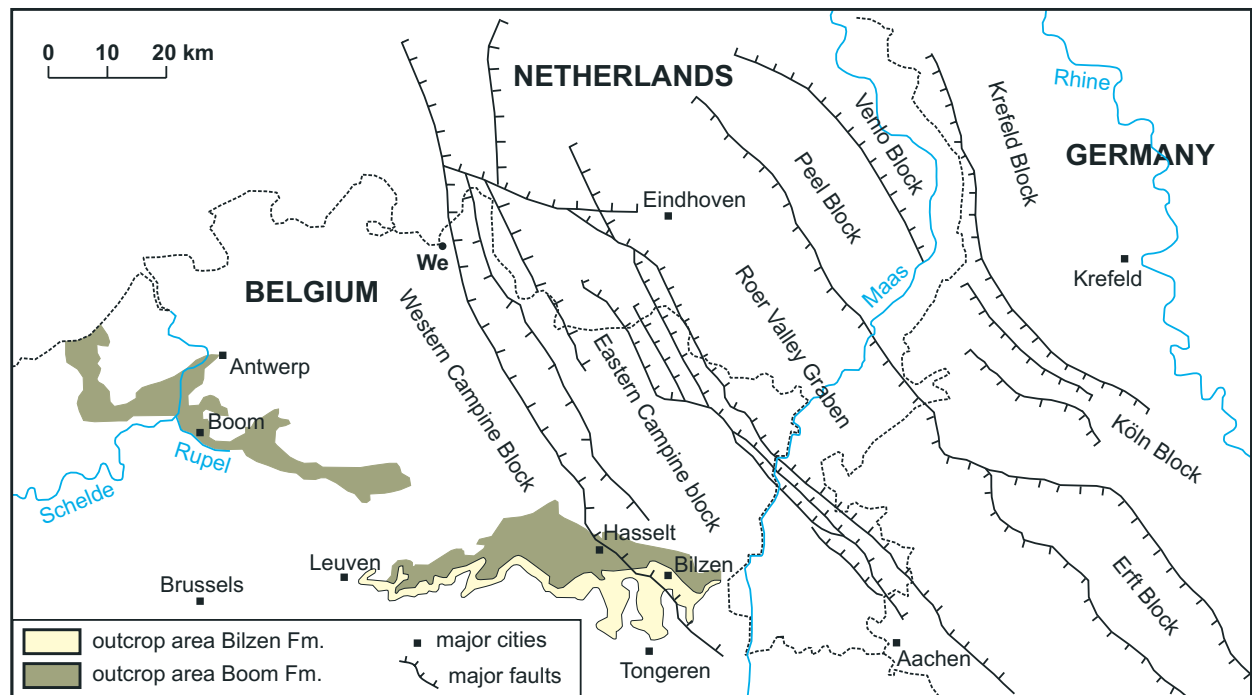 0 10 20 km
NETHERLANDS
Rhine
GERMANY
Krefeld Block
Venlo Block
Peel Block
Eindhoven
We
Krefeld
BELGIUM
Maas
Roer Valley Graben
Western Campine Block
Eastern Campine block
Antwerp
Boom
Rupel
Schelde
Köln Block
Hasselt
Leuven
Bilzen
Brussels
Erft Block
Tongeren
Aachen
outcrop area Bilzen Fm.
major cities
outcrop area Boom Fm.
major faults